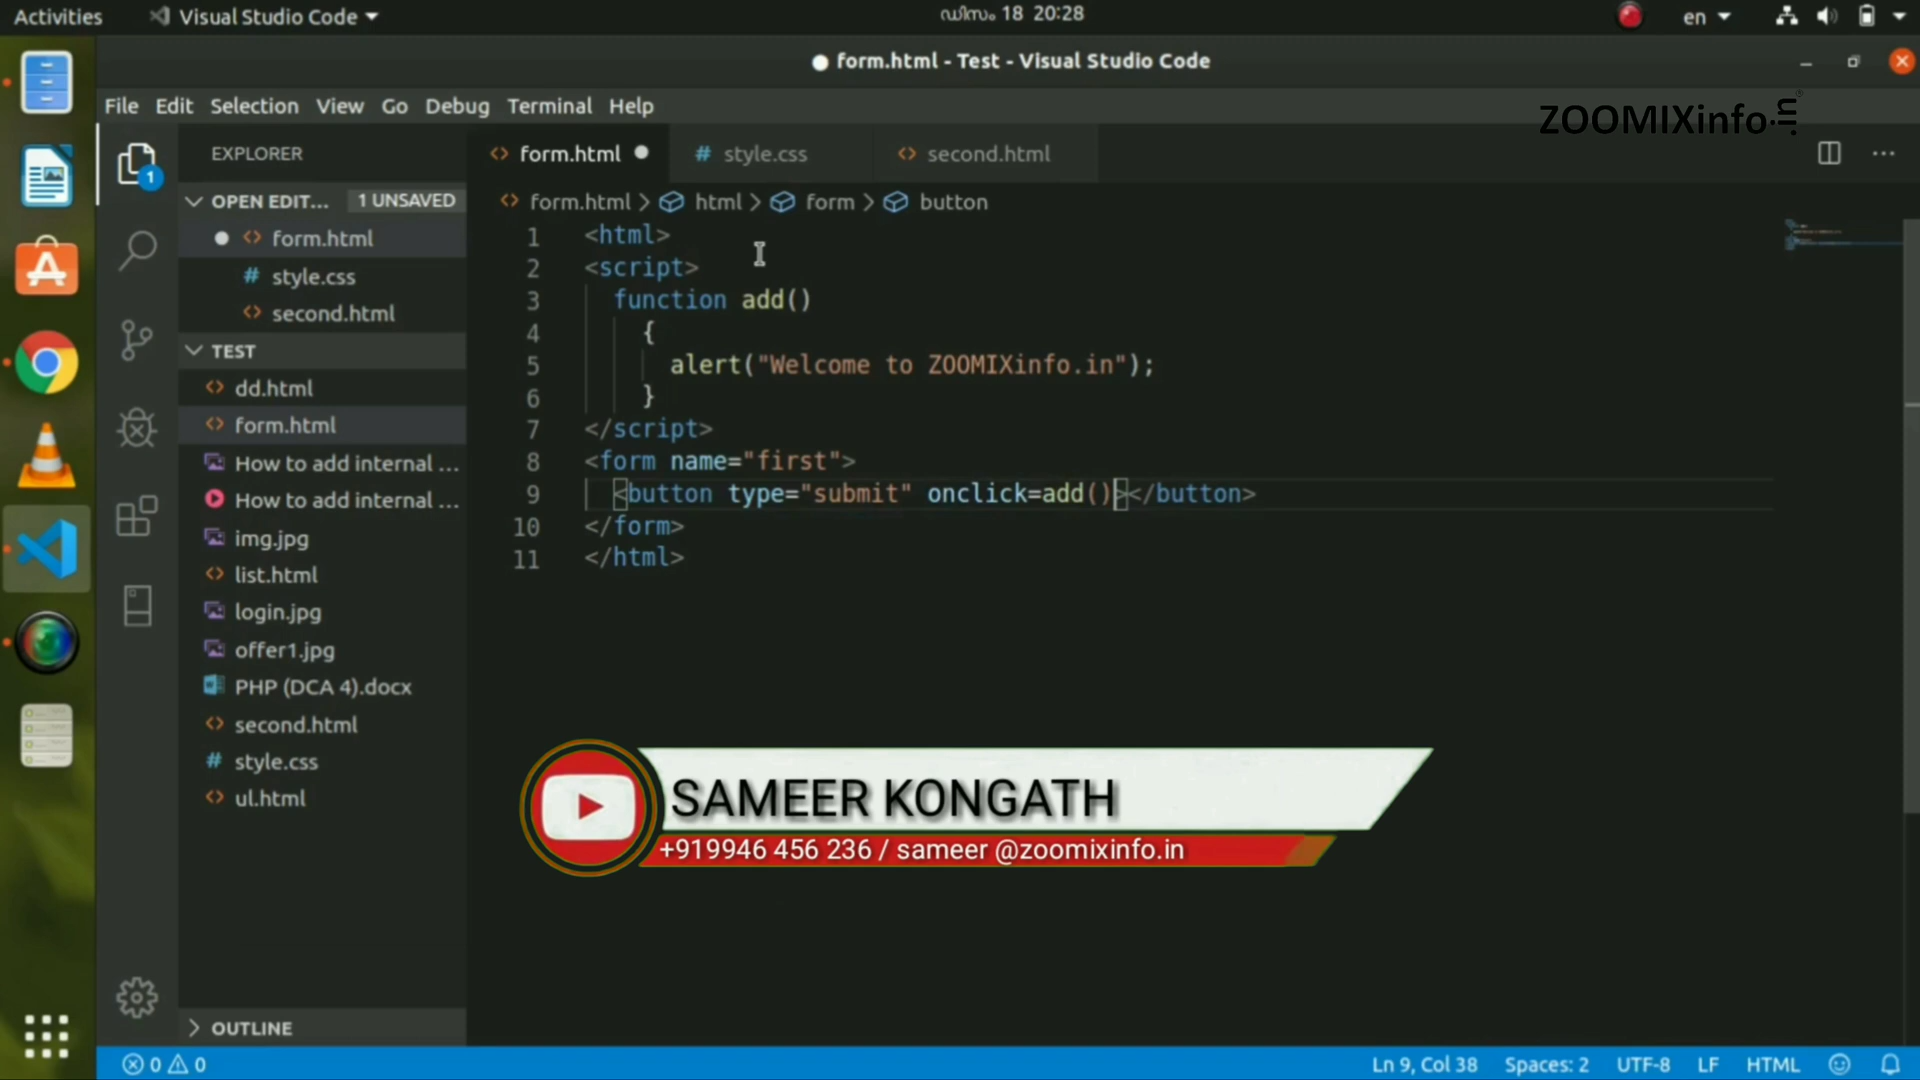 Activities
Visual Studio Code
ഡിസം 18 20:28
en
form.html - Test - Visual Studio Code
File Edit Selection View Go Debug Terminal Help
ZOOMIXinfo.in
EXPLORER
1
OPEN EDIT... 1 UNSAVED
form.html
style.css
second.html
TEST
dd.html
form.html
How to add internal ...
How to add internal ...
img.jpg
list.html
login.jpg
offer1.jpg
PHP (DCA 4).docx
second.html
style.css
ul.html
OUTLINE
form.html style.css second.html
form.html > html > form > button
1 <html>
2 <script>
3 function add()
4 {
5 alert("Welcome to ZOOMIXinfo.in");
6 }
7 </script>
8 <form name="first">
9 <button type="submit" onclick=add()></button>
10 </form>
11 </html>
SAMEER KONGATH
+919946 456 236 / sameer @zoomixinfo.in
0 0
Ln 9, Col 38 Spaces: 2 UTF-8 LF HTML